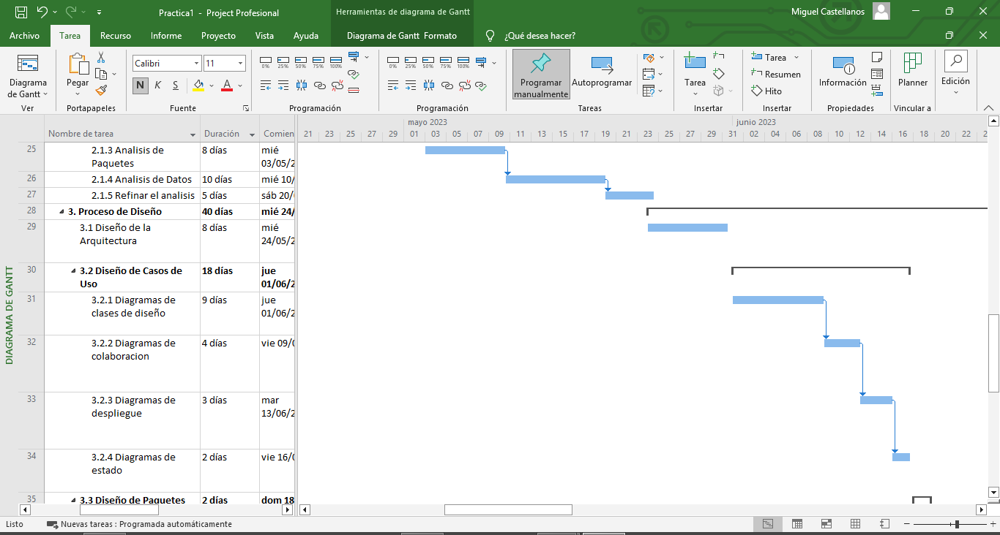 Practica1 - Project Profesional
Herramientas de diagrama de Gantt
Miguel Castellanos
Archivo
Tarea
Recurso
Informe
Proyecto
Vista
Ayuda
Diagrama de Gantt Formato
¿Qué desea hacer?
Diagrama
de Gantt
Ver
Pegar
Portapapeles
Calibri
11
N K S A
Fuente
0% 25% 50% 75% 100%
Programación
0% 25% 50% 75% 100%
Programación
Programar
manualmente
Autoprogramar
Tareas
Tarea
Insertar
Tarea
Resumen
Hito
Insertar
Información
Propiedades
Planner
Vincular a
Edición
mayo 2023
junio 2023
Nombre de tarea
Duración
Comien
21 23 25 27 29 01 03 05 07 09 11 13 15 17 19 21 23 25 27 29 31 02 04 06 08 10 12 14 16 18 20 22
25
2.1.3 Analisis de
Paquetes
8 días
mié
03/05/2
26
2.1.4 Analisis de Datos
10 días
mié 10/
27
2.1.5 Refinar el analisis
5 días
sáb 20/
28
3. Proceso de Diseño
40 días
mié 24/
29
3.1 Diseño de la
Arquitectura
8 días
mié
24/05/2
30
3.2 Diseño de Casos de
Uso
18 días
jue
01/06/2
31
3.2.1 Diagramas de
clases de diseño
9 días
jue
01/06/2
32
3.2.2 Diagramas de
colaboracion
4 días
vie 09/0
33
3.2.3 Diagramas de
despliegue
3 días
mar
13/06/2
34
3.2.4 Diagramas de
estado
2 días
vie 16/0
35
3.3 Diseño de Paquetes
2 días
dom 18
DIAGRAMA DE GANTT
Listo
Nuevas tareas : Programada automáticamente